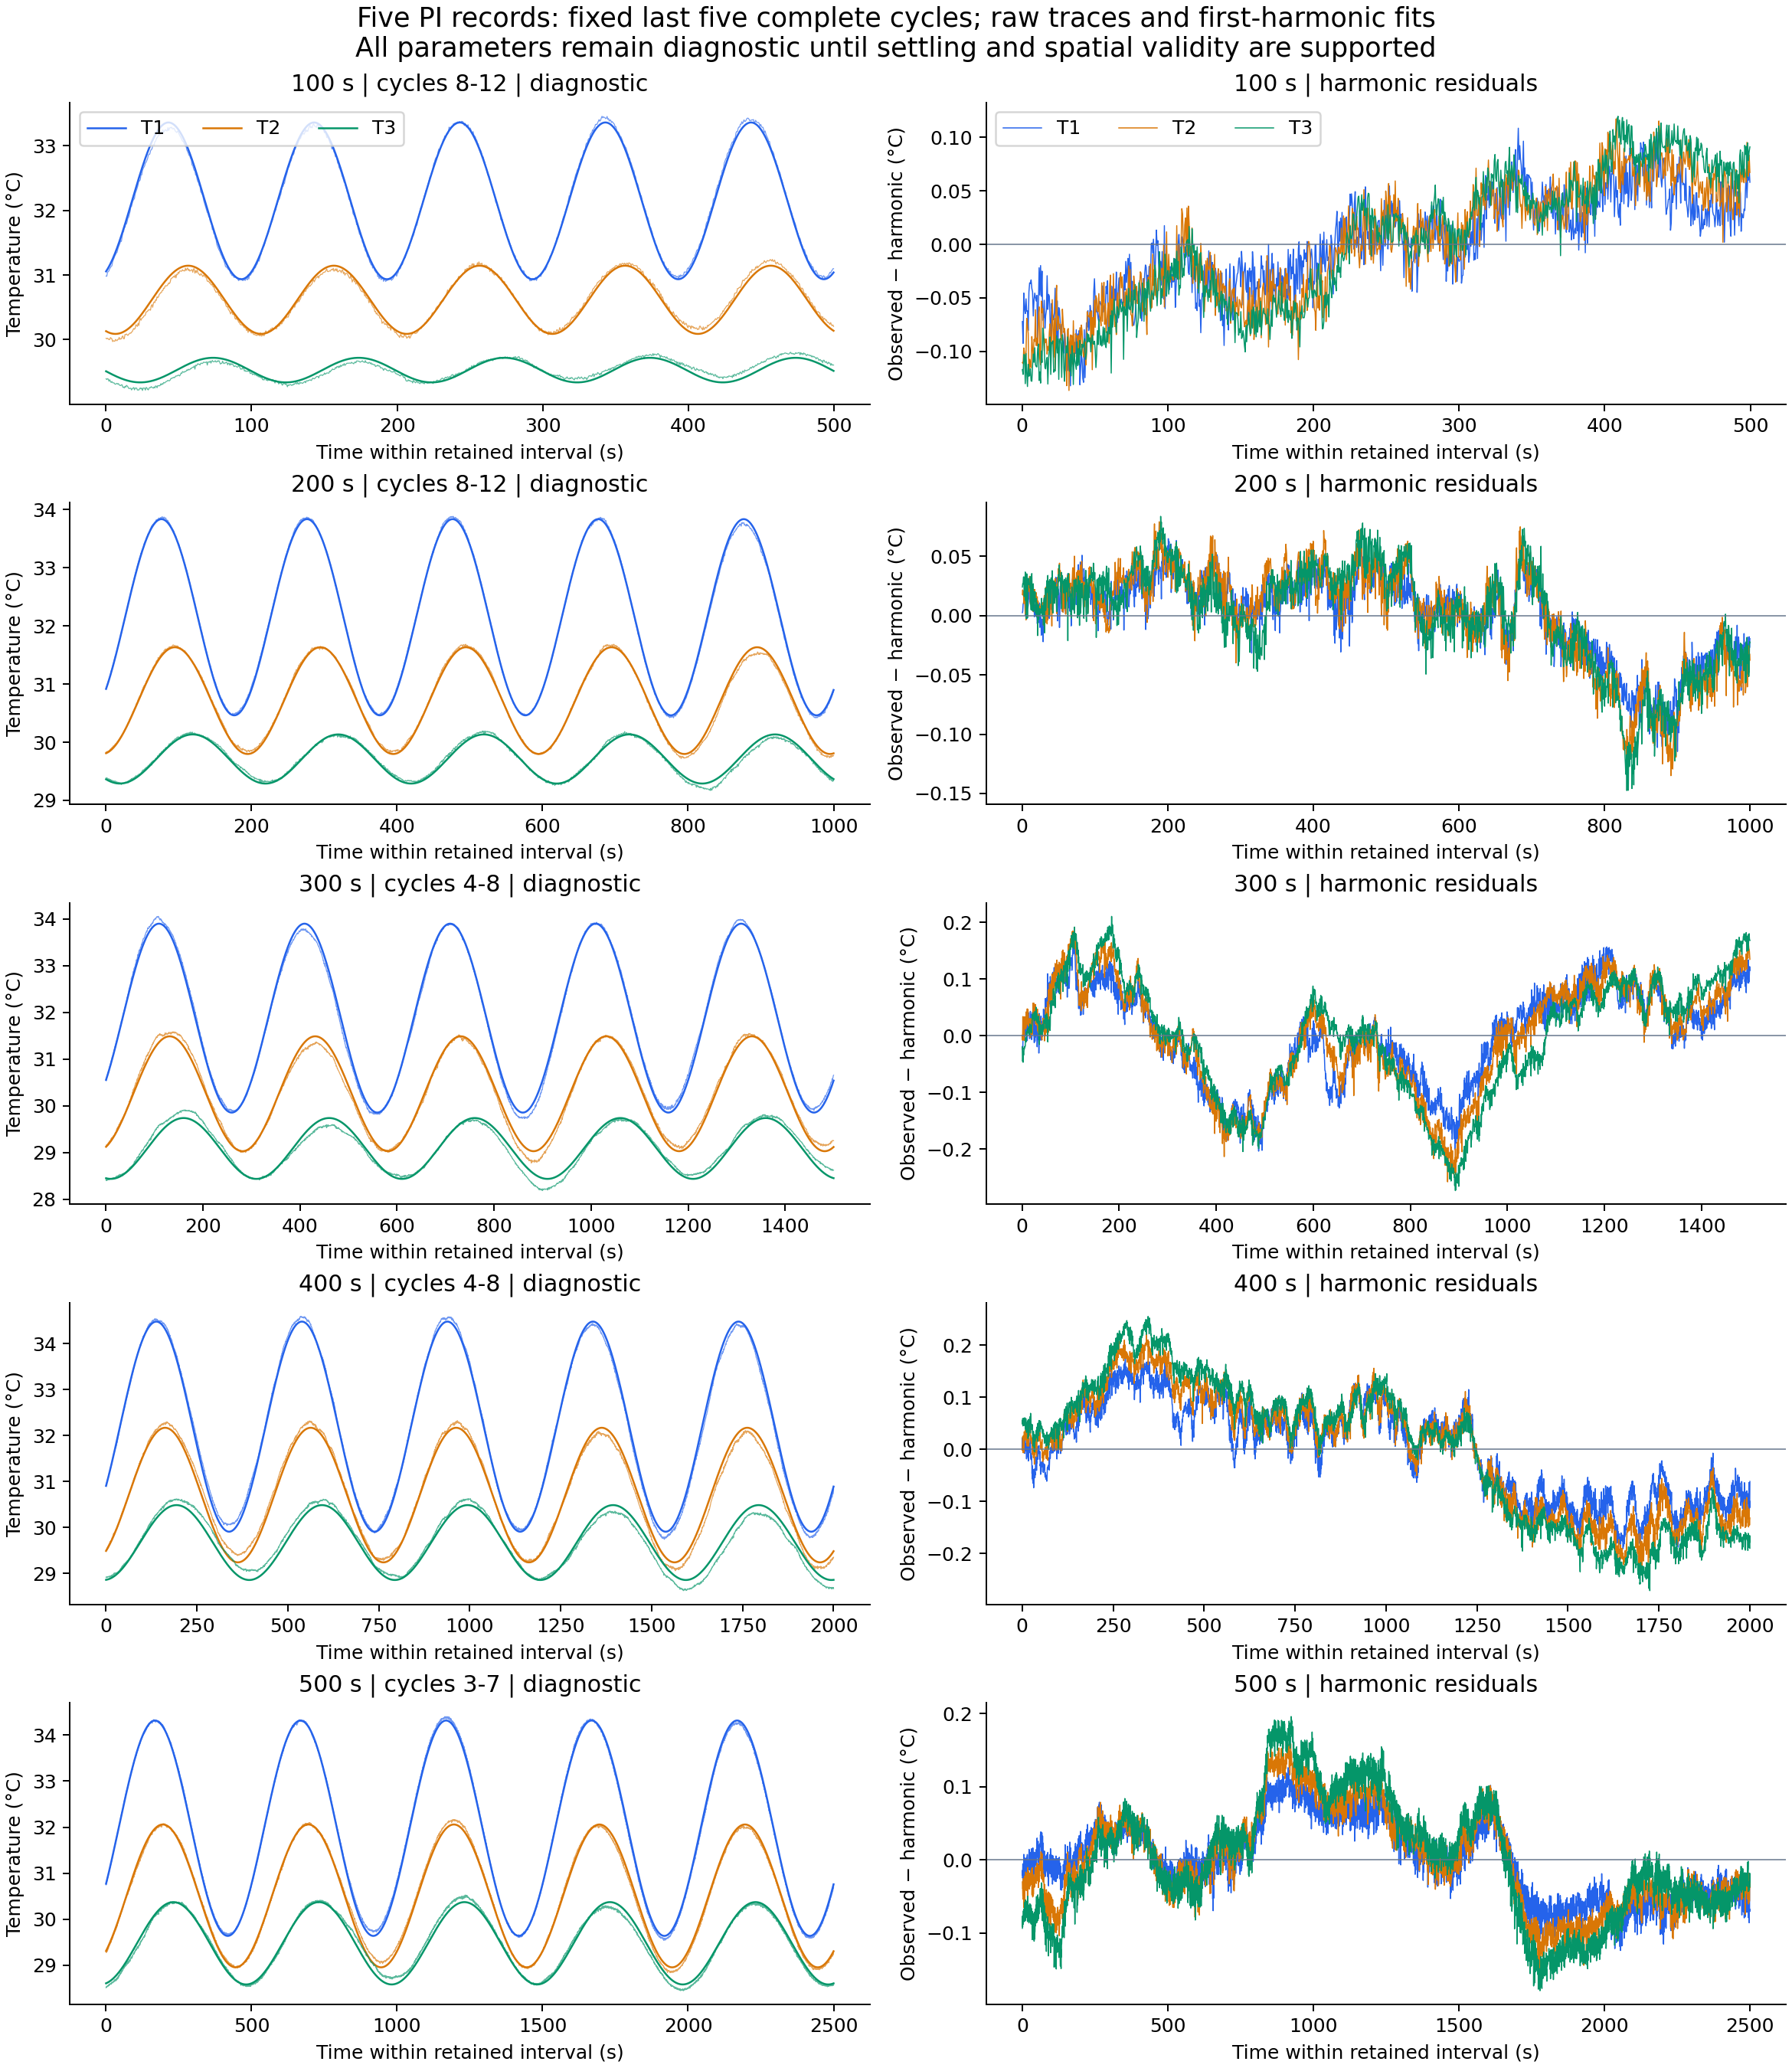 Five PI records: fixed last five complete cycles; raw traces and first-harmonic fits
All parameters remain diagnostic until settling and spatial validity are supported
100 s | cycles 8-12 | diagnostic
T1 T2 T3
Temperature (°C)
33
32
31
30
0 100 200 300 400 500
Time within retained interval (s)
100 s | harmonic residuals
T1 T2 T3
Observed − harmonic (°C)
0.10
0.05
0.00
−0.05
−0.10
0 100 200 300 400 500
Time within retained interval (s)
200 s | cycles 8-12 | diagnostic
Temperature (°C)
34
33
32
31
30
29
0 200 400 600 800 1000
Time within retained interval (s)
200 s | harmonic residuals
Observed − harmonic (°C)
0.05
0.00
−0.05
−0.10
−0.15
0 200 400 600 800 1000
Time within retained interval (s)
300 s | cycles 4-8 | diagnostic
Temperature (°C)
34
33
32
31
30
29
28
0 200 400 600 800 1000 1200 1400
Time within retained interval (s)
300 s | harmonic residuals
Observed − harmonic (°C)
0.2
0.1
0.0
−0.1
−0.2
0 200 400 600 800 1000 1200 1400
Time within retained interval (s)
400 s | cycles 4-8 | diagnostic
Temperature (°C)
34
33
32
31
30
29
0 250 500 750 1000 1250 1500 1750 2000
Time within retained interval (s)
400 s | harmonic residuals
Observed − harmonic (°C)
0.2
0.1
0.0
−0.1
−0.2
0 250 500 750 1000 1250 1500 1750 2000
Time within retained interval (s)
500 s | cycles 3-7 | diagnostic
Temperature (°C)
34
33
32
31
30
29
0 500 1000 1500 2000 2500
Time within retained interval (s)
500 s | harmonic residuals
Observed − harmonic (°C)
0.2
0.1
0.0
−0.1
0 500 1000 1500 2000 2500
Time within retained interval (s)